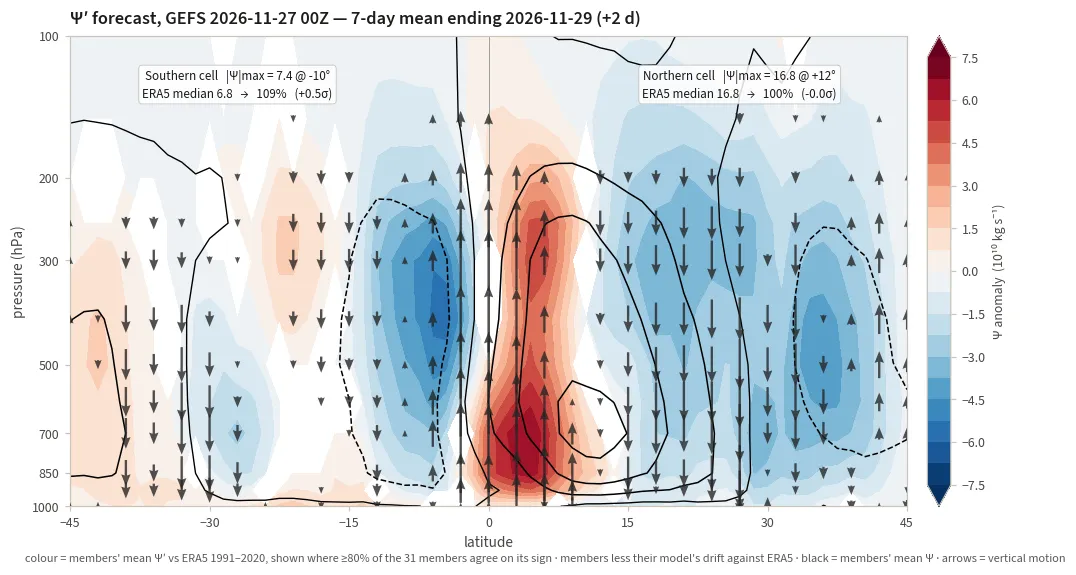 Ψ′ forecast, GEFS 2026-11-27 00Z — 7-day mean ending 2026-11-29 (+2 d)
Southern cell |Ψ|max = 7.4 @ -10°
ERA5 median 6.8 → 109% (+0.5σ)
Northern cell |Ψ|max = 16.8 @ +12°
ERA5 median 16.8 → 100% (-0.0σ)
pressure (hPa)
100
200
300
400
500
700
850
1000
−45
−30
−15
0
15
30
45
latitude
7.5
6.0
4.5
3.0
1.5
0.0
−1.5
−3.0
−4.5
−6.0
−7.5
Ψ anomaly (10¹⁰ kg s⁻¹)
colour = members' mean Ψ′ vs ERA5 1991–2020, shown where ≥80% of the 31 members agree on its sign · members less their model's drift against ERA5 · black = members' mean Ψ · arrows = vertical motion